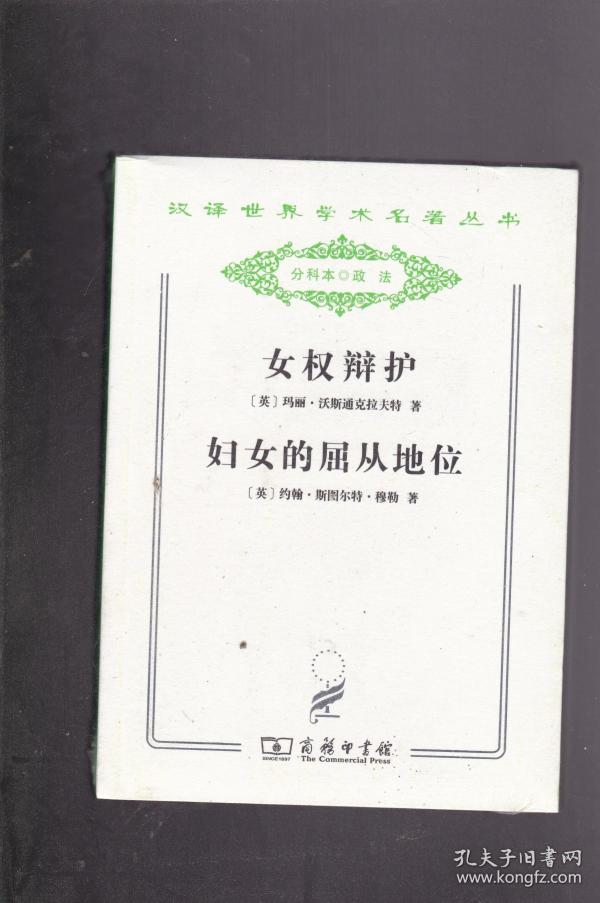 汉译世界学术名著丛书
分科本◎政 法
女权辩护
〔英〕玛丽·沃斯通克拉夫特 著
妇女的屈从地位
〔英〕约翰·斯图尔特·穆勒 著
SINCE1897
商務印書館
The Commercial Press
孔夫子旧书网
www.kongfz.com